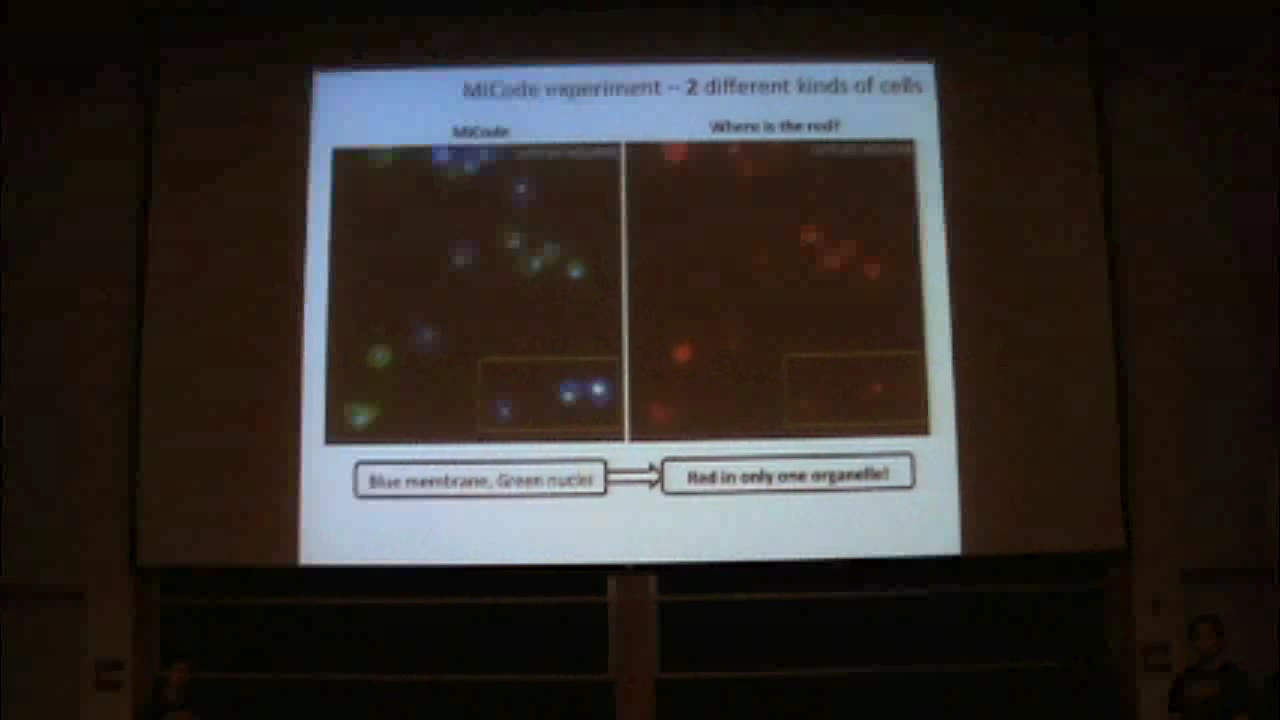 MiCode experiment – 2 different kinds of cells
MiCode
Where is the red?
Blue membrane, Green nuclei
Red in only one organelle!